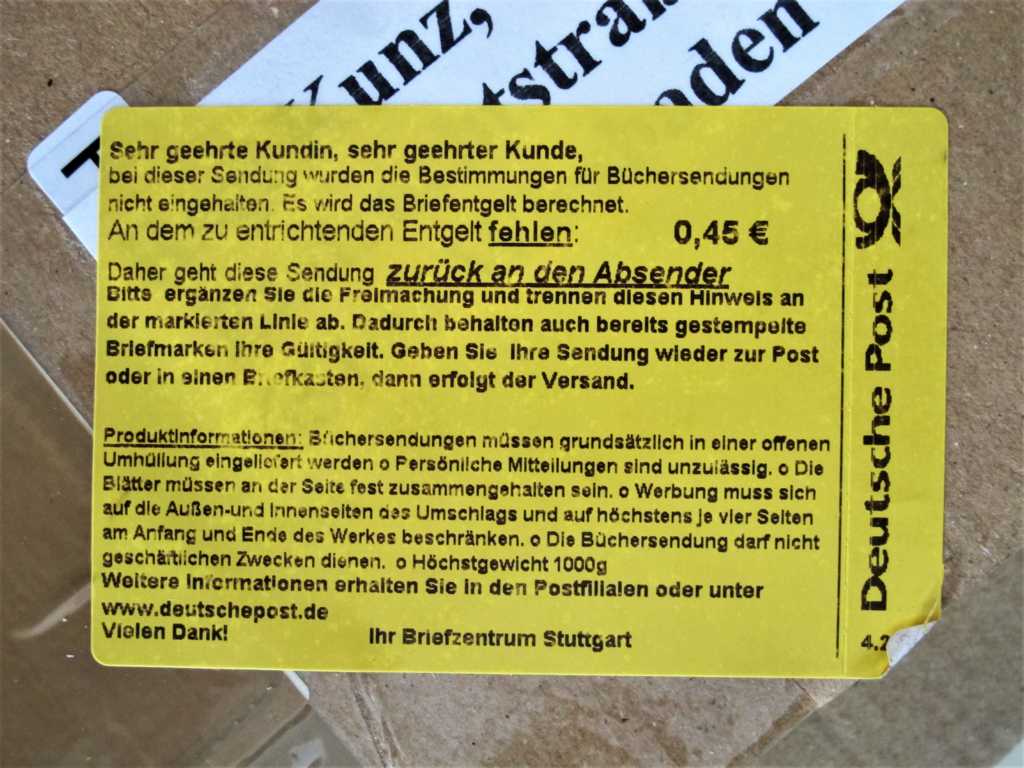 Kunz,
den
Sehr geehrte Kundin, sehr geehrter Kunde,
bei dieser Sendung wurden die Bestimmungen für Büchersendungen
nicht eingehalten. Es wird das Briefentgelt berechnet.
An dem zu entrichtenden Entgelt fehlen: 0,45 €
Daher geht diese Sendung zurück an den Absender
Bitte ergänzen Sie die Freimachung und trennen diesen Hinweis an
der markierten Linie ab. Dadurch behalten auch bereits gestempelte
Briefmarken Ihre Gültigkeit. Geben Sie Ihre Sendung wieder zur Post
oder in einen Briefkasten, dann erfolgt der Versand.
Produktinformationen: Büchersendungen müssen grundsätzlich in einer offenen
Umhüllung eingeliefert werden o Persönliche Mitteilungen sind unzulässig. o Die
Blätter müssen an der Seite fest zusammengehalten sein. o Werbung muss sich
auf die Außen-und Innenseiten des Umschlags und auf höchstens je vier Seiten
am Anfang und Ende des Werkes beschränken. o Die Büchersendung darf nicht
geschäftlichen Zwecken dienen. o Höchstgewicht 1000g
Weitere Informationen erhalten Sie in den Postfilialen oder unter
www.deutschepost.de
Vielen Dank! Ihr Briefzentrum Stuttgart
Deutsche Post